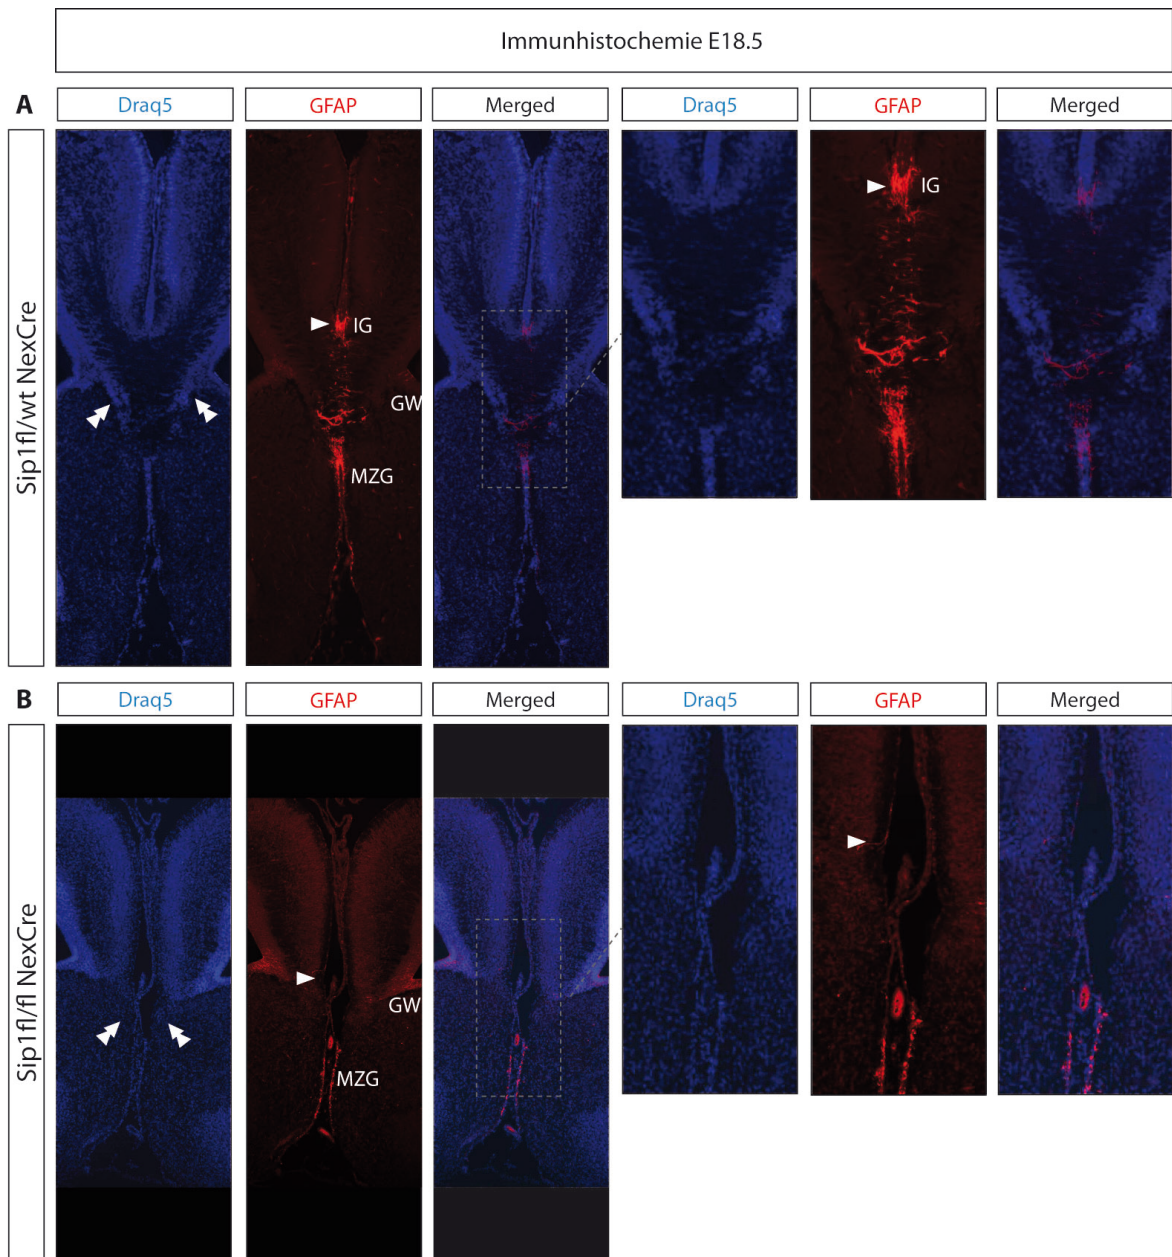 Immunhistochemie E18.5
A
Draq5
GFAP
Merged
Draq5
GFAP
Merged
Sip1fl/wt NexCre
IG
GW
MZG
IG
B
Draq5
GFAP
Merged
Draq5
GFAP
Merged
Sip1fl/fl NexCre
GW
MZG